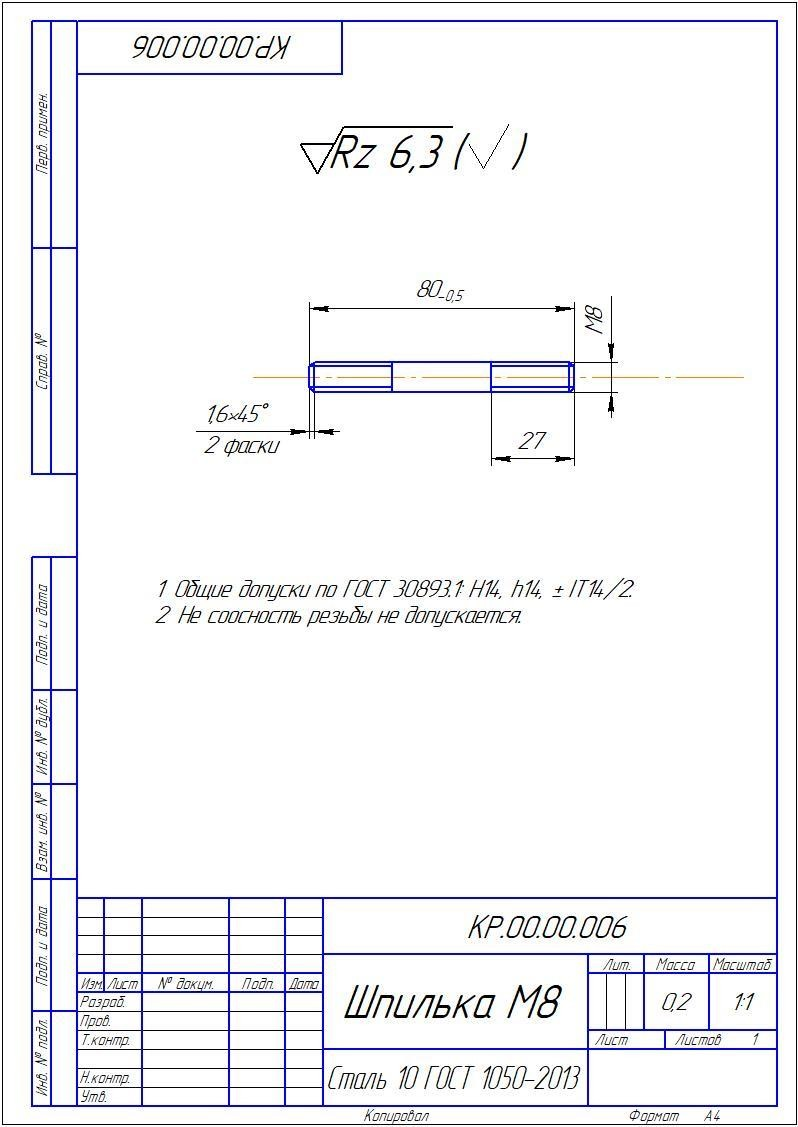 КР.00.00.006
Перв. примен.
Справ. №
Rz 6,3 (√)
80-0,5
М8
1,6×45°
2 фаски
27
1 Общие допуски по ГОСТ 30893.1: H14, h14, ± IT14/2.
2 Не соосность резьбы не допускается.
Подп. и дата
Инв. № дубл.
Взам. инв. №
Подп. и дата
Инв. № подл.
КР.00.00.006
Изм. Лист № докум. Подп. Дата
Разраб.
Пров.
Т.контр.
Н.контр.
Утв.
Шпилька М8
Лит. Масса Масштаб
0,2 1:1
Лист Листов 1
Сталь 10 ГОСТ 1050-2013
Копировал Формат А4